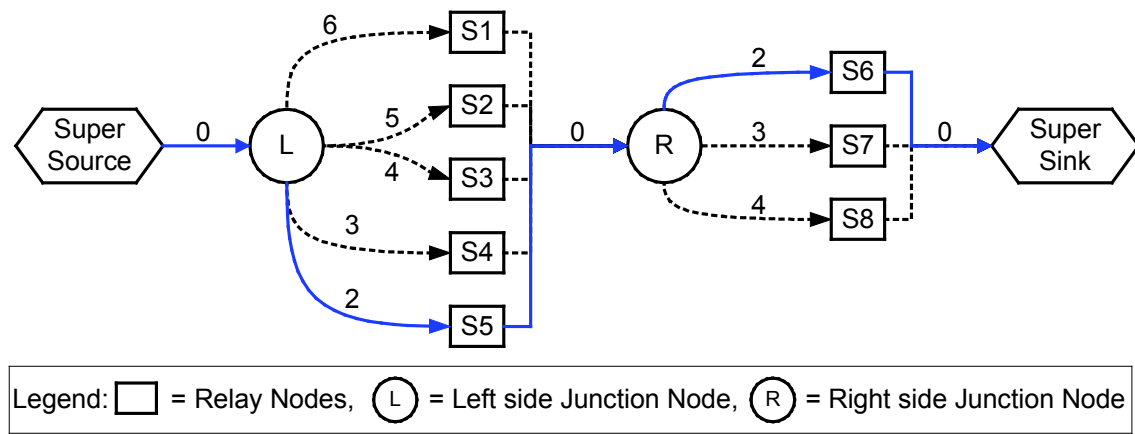 Super
Source
0
L
6
5
4
3
2
S1
S2
S3
S4
S5
0
R
2
3
4
S6
S7
S8
0
Super
Sink
Legend: = Relay Nodes, L = Left side Junction Node, R = Right side Junction Node